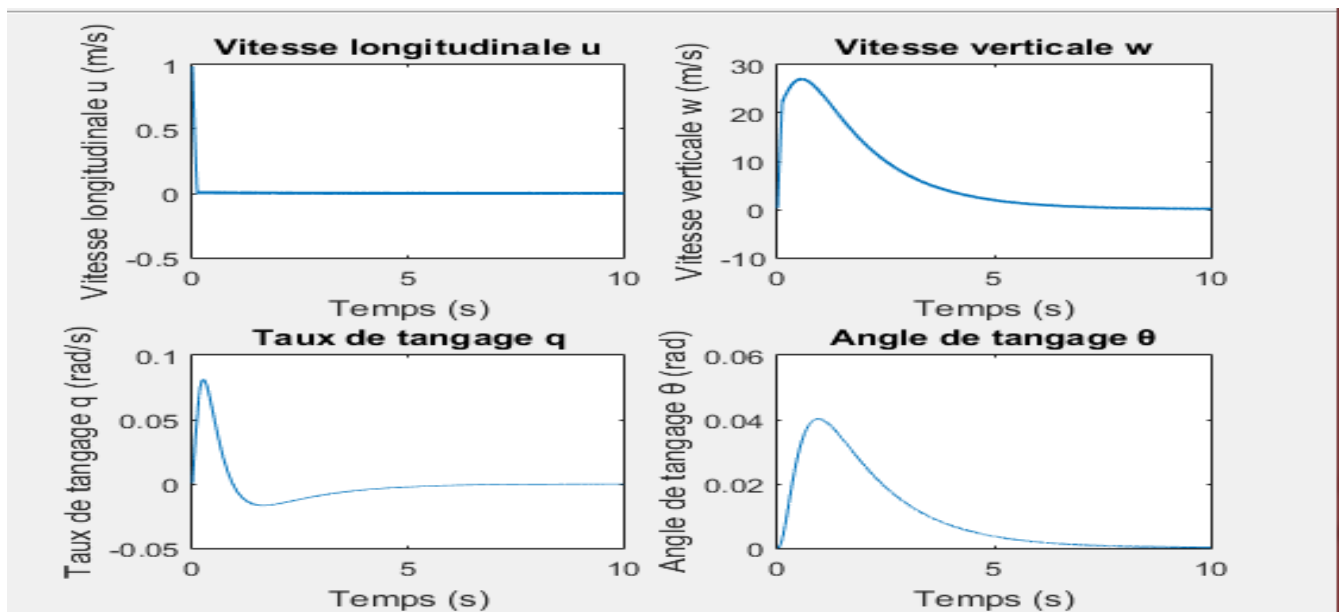 Vitesse longitudinale u
Vitesse longitudinale u (m/s)
1
0.5
0
-0.5
0
5
10
Temps (s)
Vitesse verticale w
Vitesse verticale w (m/s)
30
20
10
0
-10
0
5
10
Temps (s)
Taux de tangage q
Taux de tangage q (rad/s)
0.1
0.05
0
-0.05
0
5
10
Temps (s)
Angle de tangage θ
Angle de tangage θ (rad)
0.06
0.04
0.02
0
0
5
10
Temps (s)